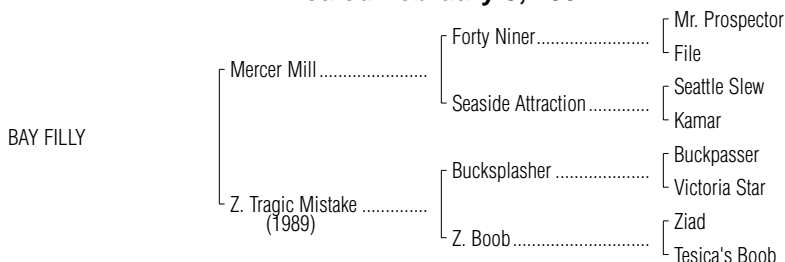 Mr. Prospector
Forty Niner........................
File
Mercer Mill.......................
Seattle Slew
Seaside Attraction.............
Kamar
BAY FILLY
Buckpasser
Bucksplasher ....................
Victoria Star
Z. Tragic Mistake ..............
(1989)
Ziad
Z. Boob.............................
Tesica's Boob